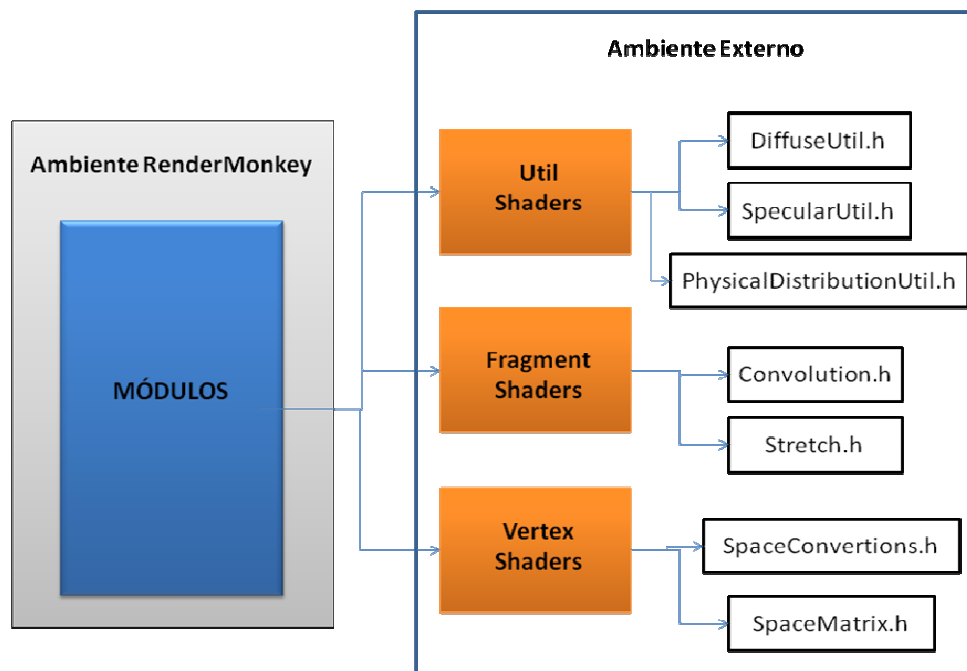 Ambiente Externo
Ambiente RenderMonkey
MÓDULOS
Util
Shaders
DiffuseUtil.h
SpecularUtil.h
PhysicalDistributionUtil.h
Fragment
Shaders
Convolution.h
Stretch.h
Vertex
Shaders
SpaceConvertions.h
SpaceMatrix.h